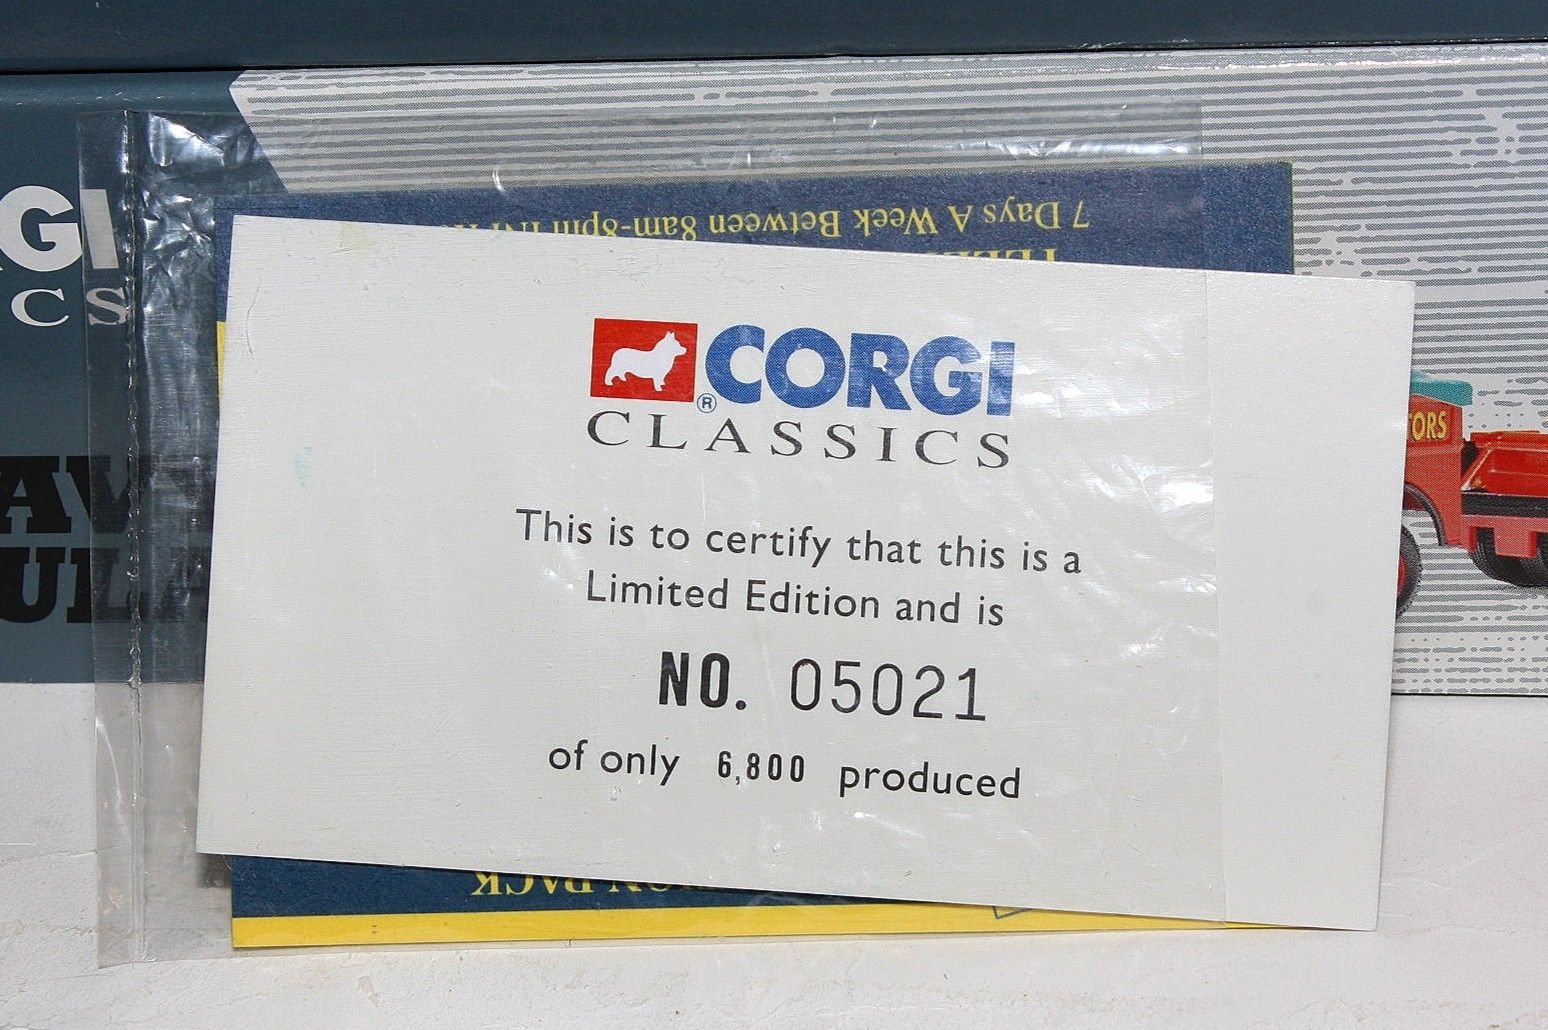 7 Days A Week Between 8am-8pm
GI
CS
CORGI
®
CLASSICS
TORS
This is to certify that this is a
Limited Edition and is
NO. 05021
of only 6,800 produced
PACK